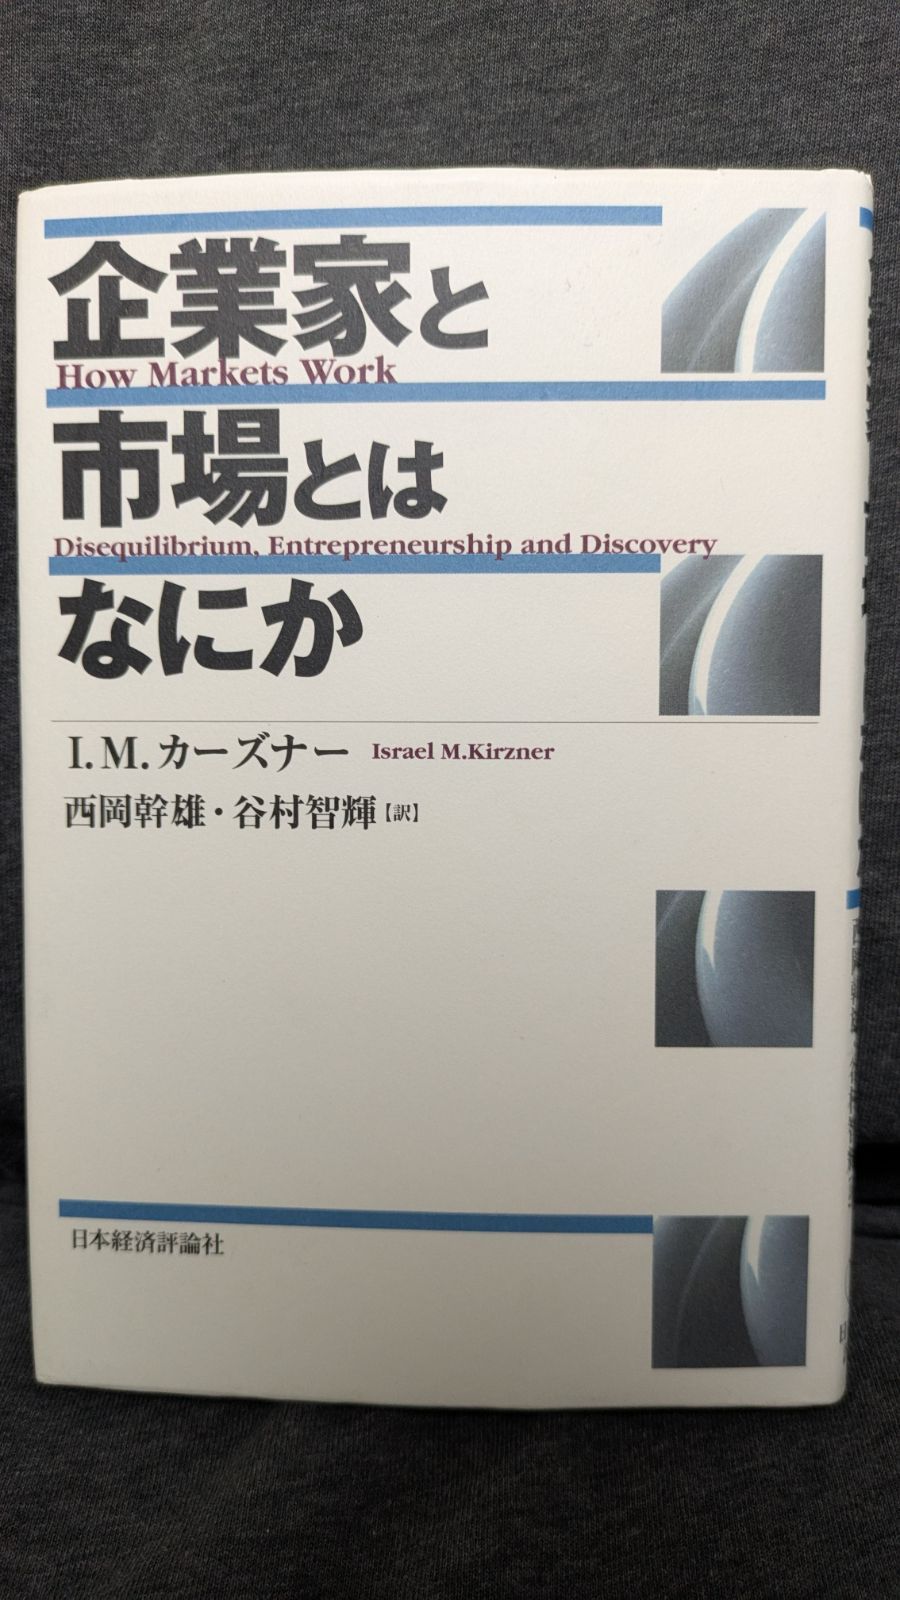 企業家と
How Markets Work
市場とは
Disequilibrium, Entrepreneurship and Discovery
なにか
I.M.カーズナー Israel M.Kirzner
西岡幹雄・谷村智輝【訳】
日本経済評論社